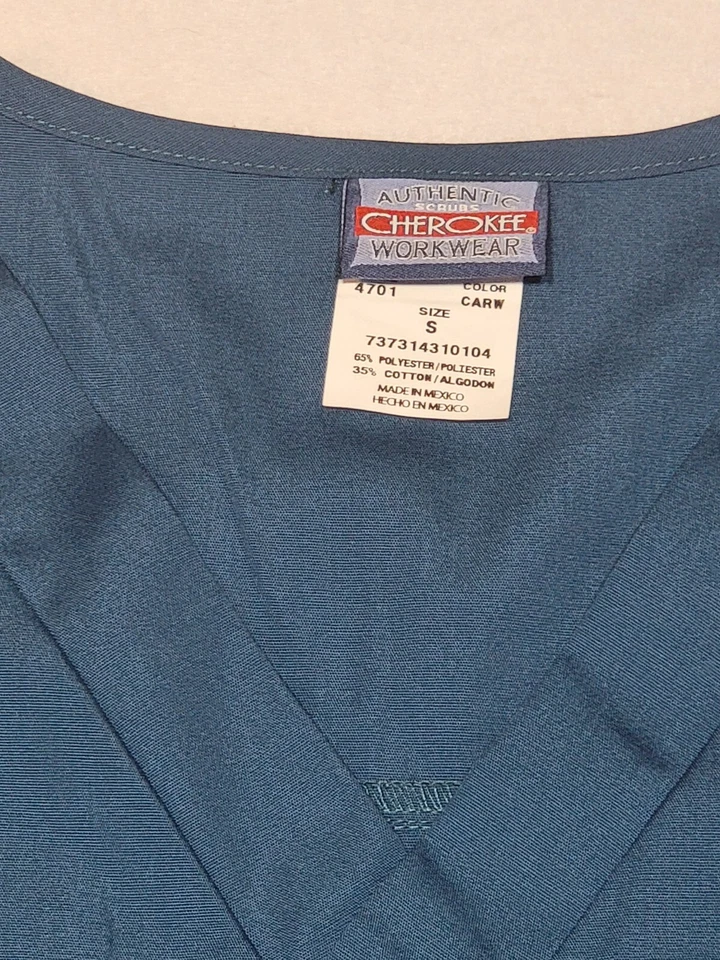 AUTHENTIC
SCRUBS
CHEROKEE®
WORKWEAR
4701 COLOR
CARW
SIZE
S
737314310104
65% POLYESTER/POLIESTER
35% COTTON/ALGODON
MADE IN MEXICO
HECHO EN MEXICO